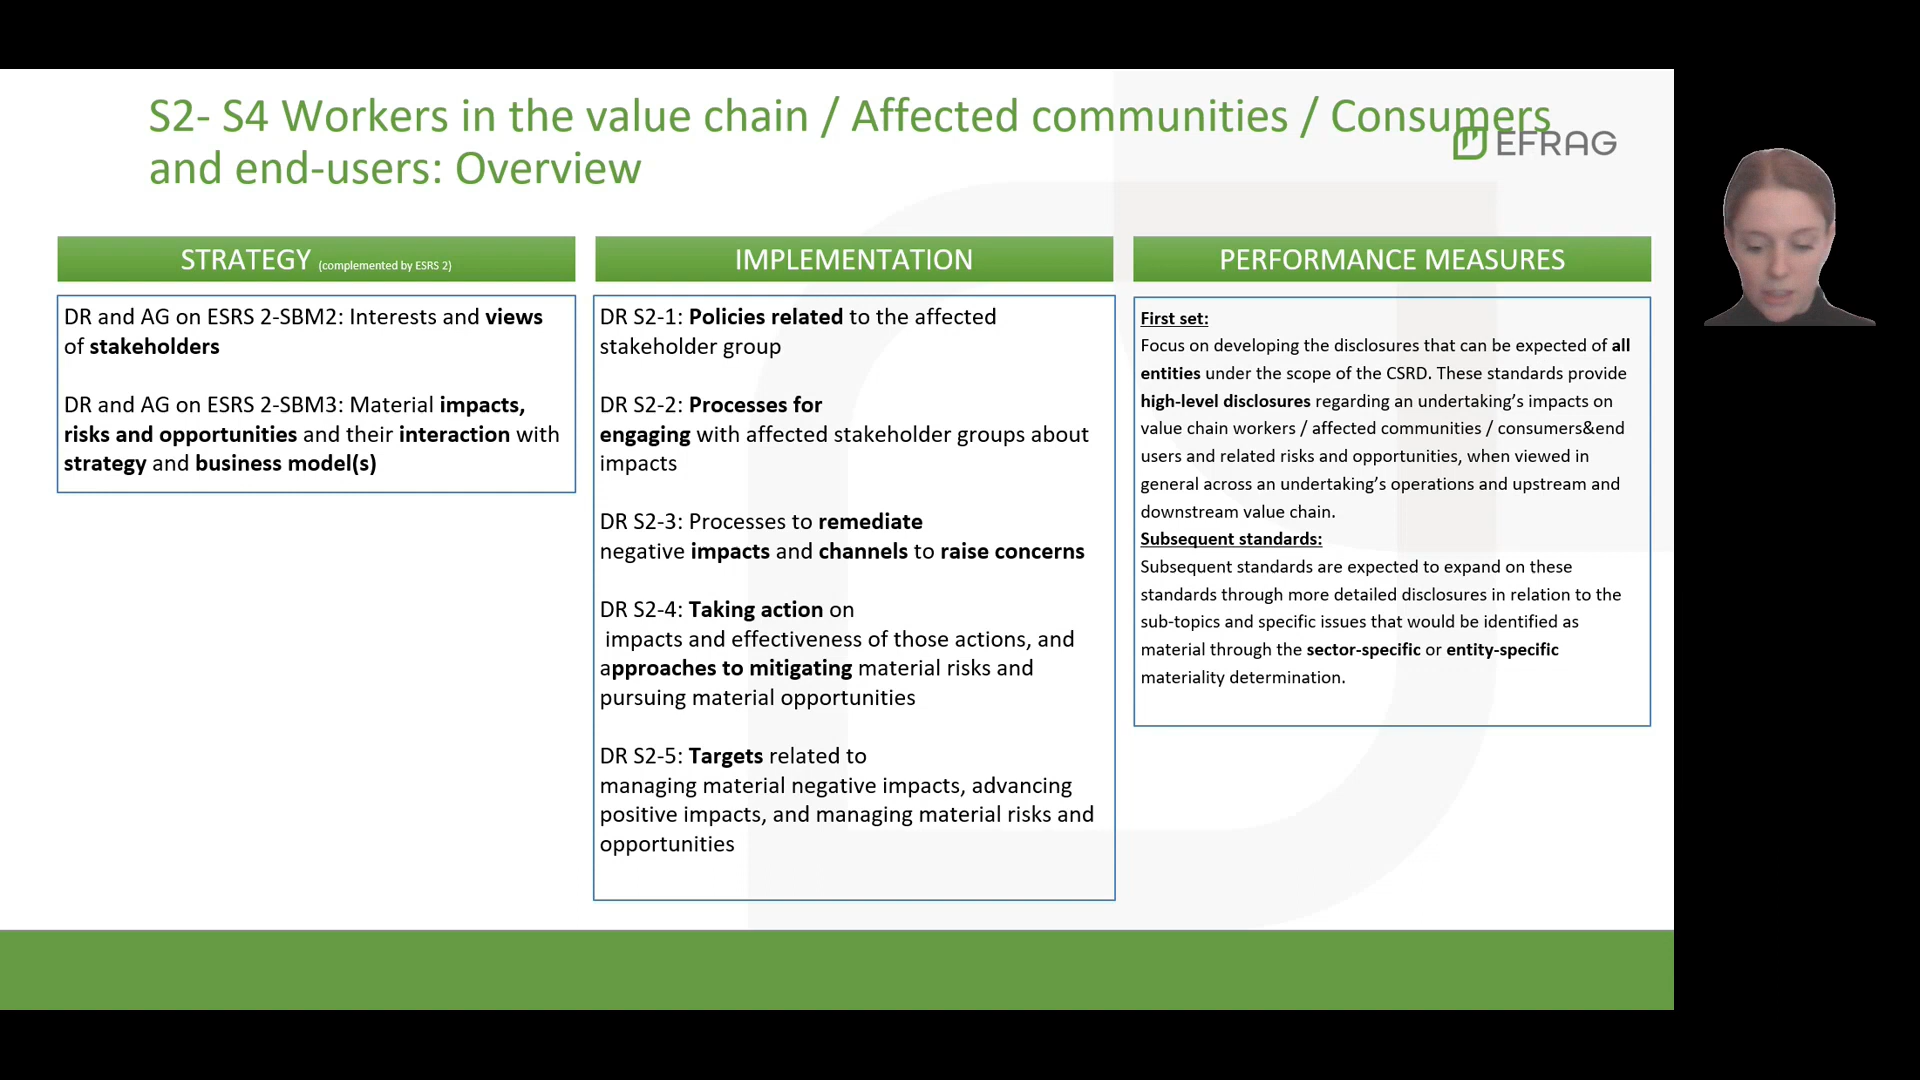 S2- S4 Workers in the value chain / Affected communities / Consumers
and end-users: Overview
EFRAG
STRATEGY (complemented by ESRS 2)
DR and AG on ESRS 2-SBM2: Interests and views
of stakeholders
DR and AG on ESRS 2-SBM3: Material impacts,
risks and opportunities and their interaction with
strategy and business model(s)
IMPLEMENTATION
DR S2-1: Policies related to the affected
stakeholder group
DR S2-2: Processes for
engaging with affected stakeholder groups about
impacts
DR S2-3: Processes to remediate
negative impacts and channels to raise concerns
DR S2-4: Taking action on
impacts and effectiveness of those actions, and
approaches to mitigating material risks and
pursuing material opportunities
DR S2-5: Targets related to
managing material negative impacts, advancing
positive impacts, and managing material risks and
opportunities
PERFORMANCE MEASURES
First set:
Focus on developing the disclosures that can be expected of all
entities under the scope of the CSRD. These standards provide
high-level disclosures regarding an undertaking’s impacts on
value chain workers / affected communities / consumers&end
users and related risks and opportunities, when viewed in
general across an undertaking’s operations and upstream and
downstream value chain.
Subsequent standards:
Subsequent standards are expected to expand on these
standards through more detailed disclosures in relation to the
sub-topics and specific issues that would be identified as
material through the sector-specific or entity-specific
materiality determination.